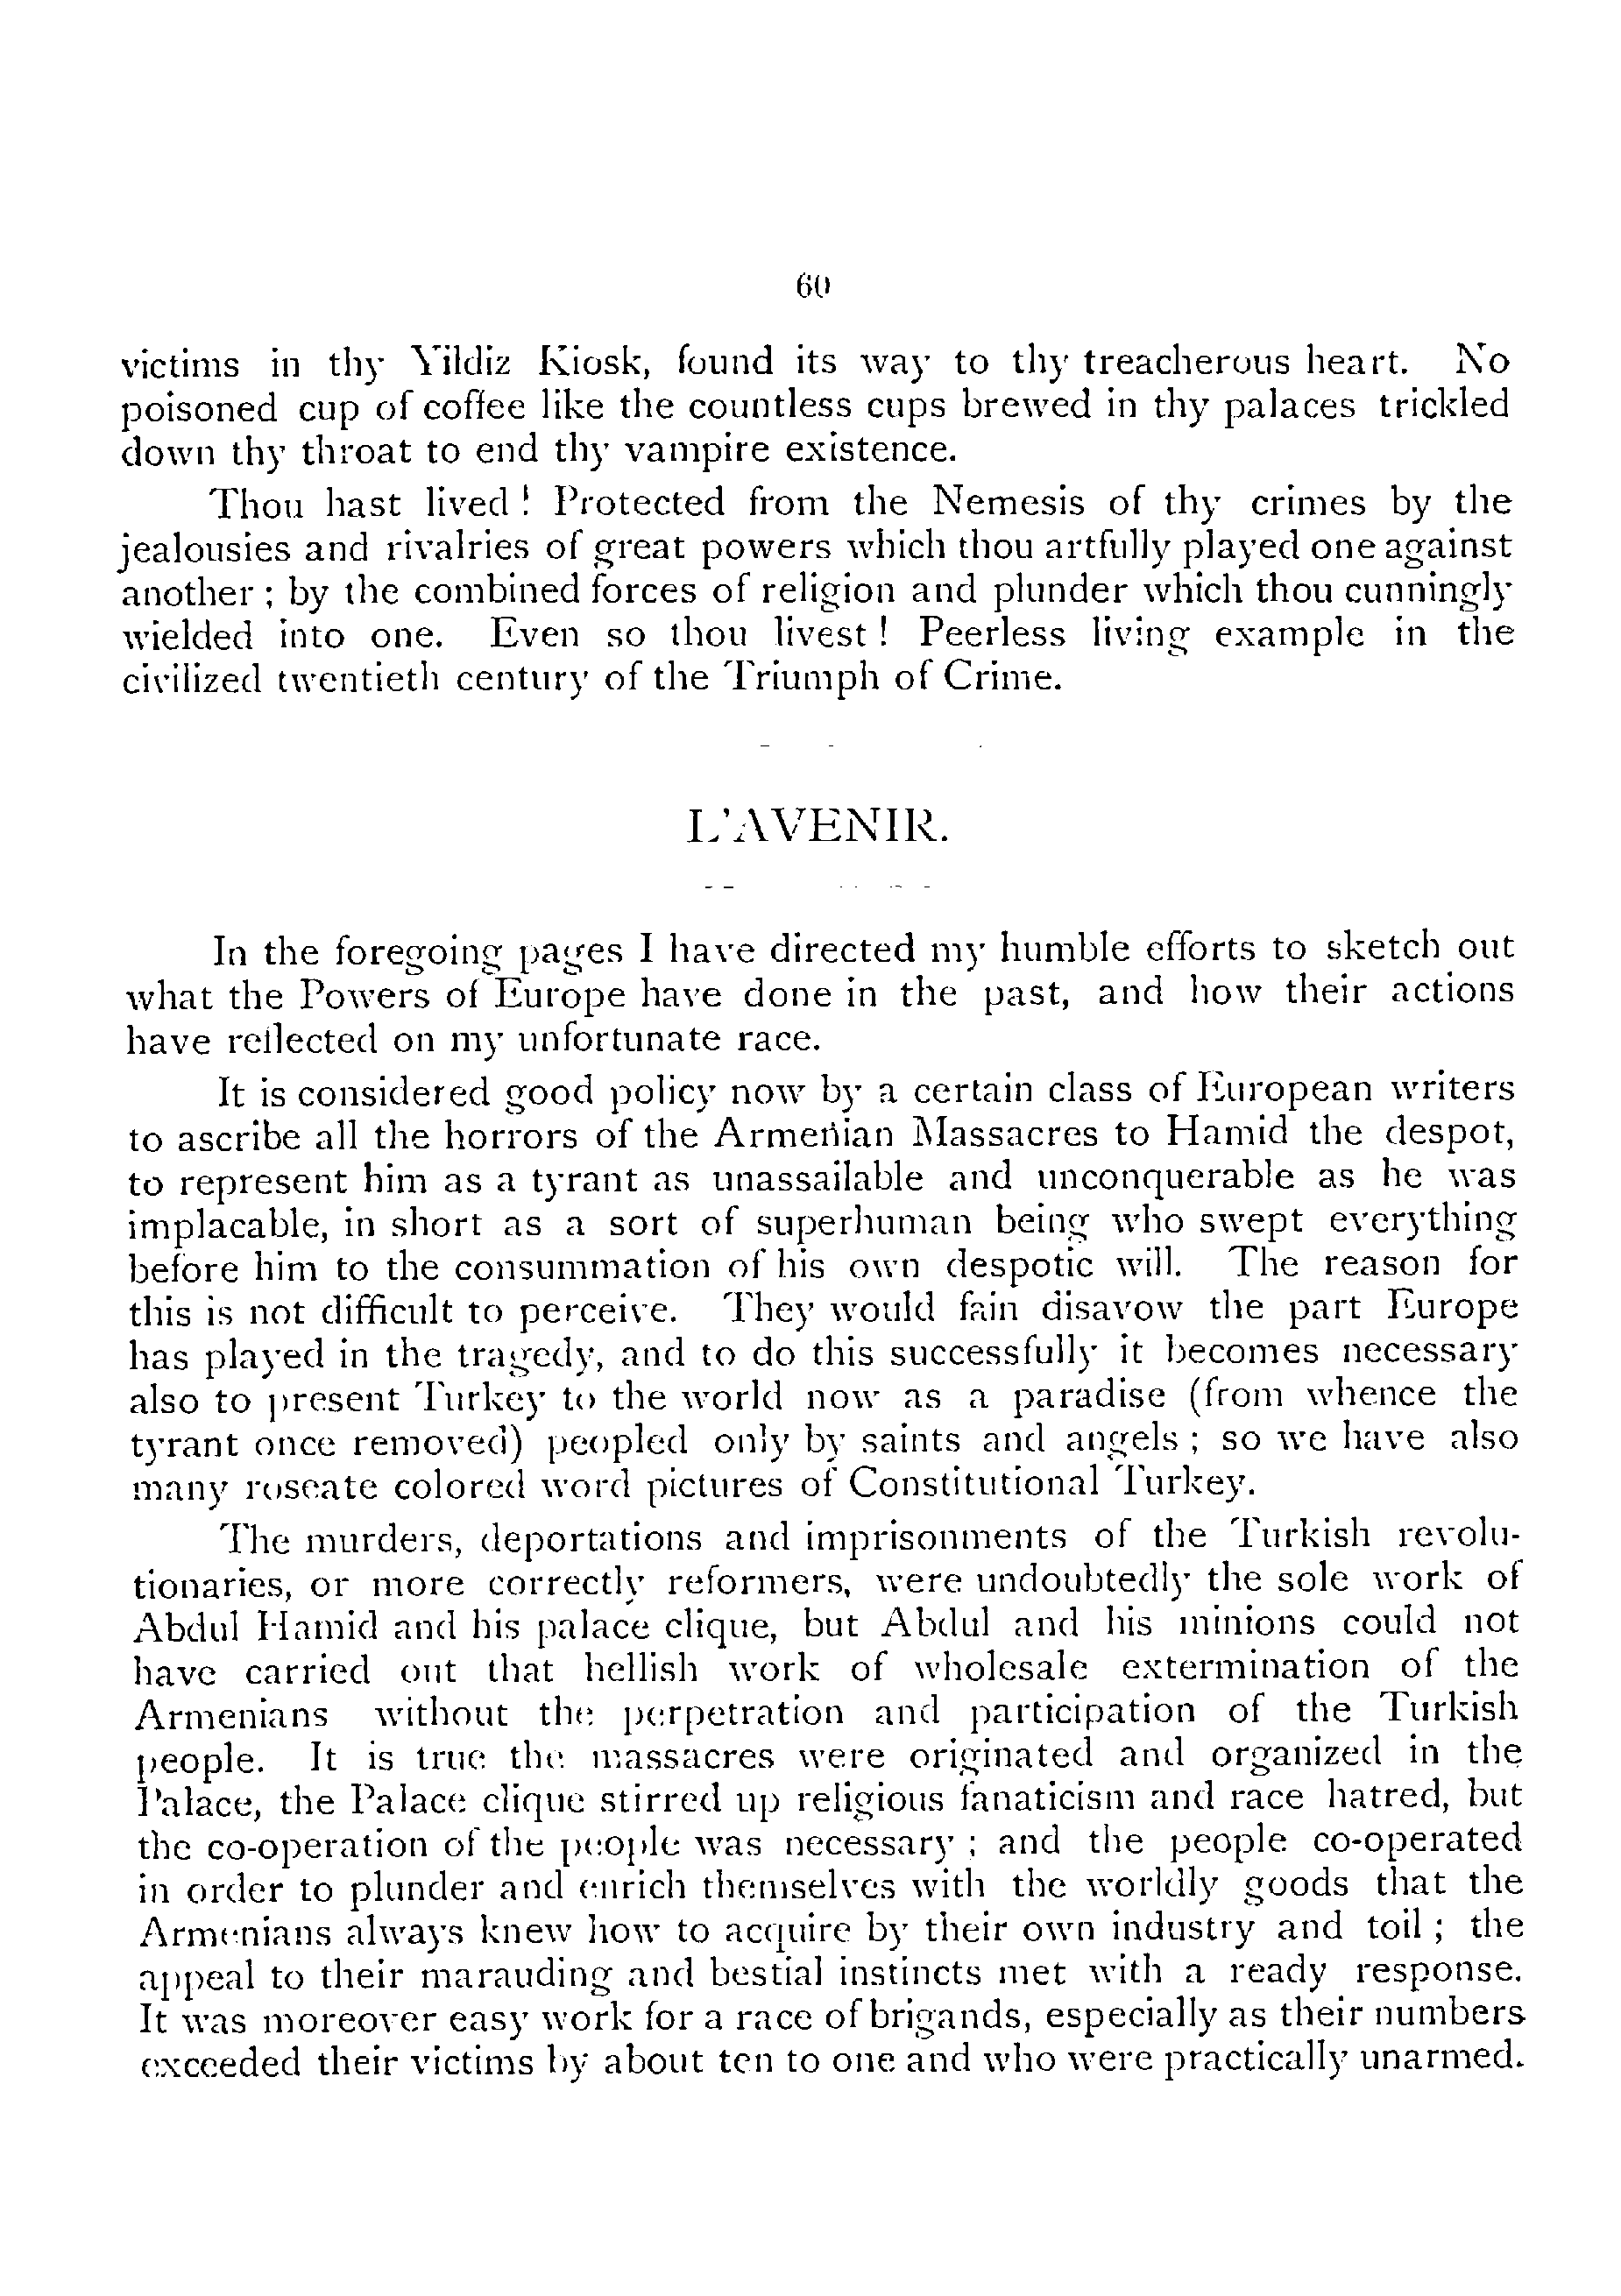 60
victims in thy Yildiz Kiosk, found its way to thy treacherous heart. No
poisoned cup of coffee like the countless cups brewed in thy palaces trickled
down thy throat to end thy vampire existence.
Thou hast lived ! Protected from the Nemesis of thy crimes by the
jealousies and rivalries of great powers which thou artfully played one against
another ; by the combined forces of religion and plunder which thou cunningly
wielded into one. Even so thou livest ! Peerless living example in the
civilized twentieth century of the Triumph of Crime.
L'AVENIR.
In the foregoing pages I have directed my humble efforts to sketch out
what the Powers of Europe have done in the past, and how their actions
have reflected on my unfortunate race.
It is considered good policy now by a certain class of European writers
to ascribe all the horrors of the Armenian Massacres to Hamid the despot,
to represent him as a tyrant as unassailable and unconquerable as he was
implacable, in short as a sort of superhuman being who swept everything
before him to the consummation of his own despotic will. The reason for
this is not difficult to perceive. They would fain disavow the part Europe
has played in the tragedy, and to do this successfully it becomes necessary
also to present Turkey to the world now as a paradise (from whence the
tyrant once removed) peopled only by saints and angels ; so we have also
many roseate colored word pictures of Constitutional Turkey.
The murders, deportations and imprisonments of the Turkish revolu-
tionaries, or more correctly reformers, were undoubtedly the sole work of
Abdul Hamid and his palace clique, but Abdul and his minions could not
have carried out that hellish work of wholesale extermination of the
Armenians without the perpetration and participation of the Turkish
people. It is true the massacres were originated and organized in the
Palace, the Palace clique stirred up religious fanaticism and race hatred, but
the co-operation of the people was necessary ; and the people co-operated
in order to plunder and enrich themselves with the worldly goods that the
Armenians always knew how to acquire by their own industry and toil ; the
appeal to their marauding and bestial instincts met with a ready response.
It was moreover easy work for a race of brigands, especially as their numbers
exceeded their victims by about ten to one and who were practically unarmed.